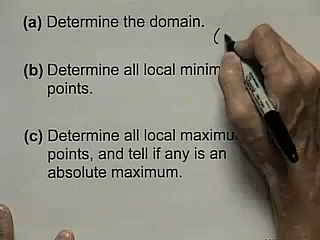 (a) Determine the domain. (
(b) Determine all local minim
points.
(c) Determine all local maximu
points, and tell if any is an
absolute maximum.